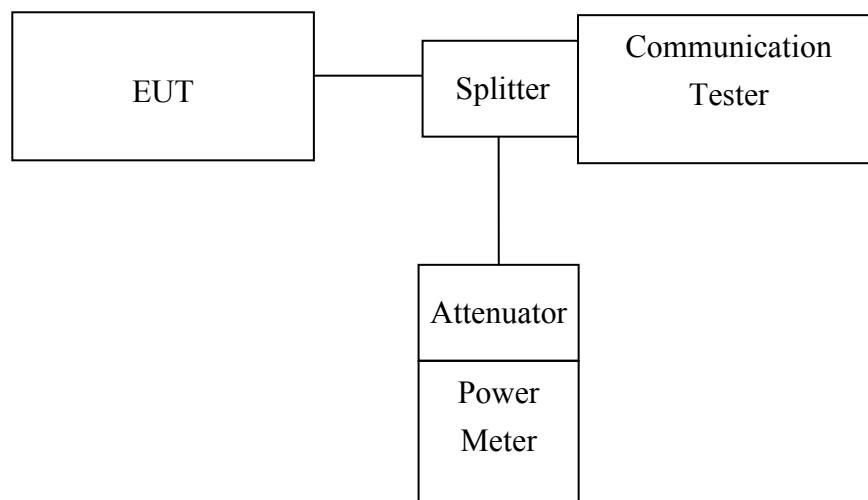 EUT
Splitter
Communication
Tester
Attenuator
Power
Meter